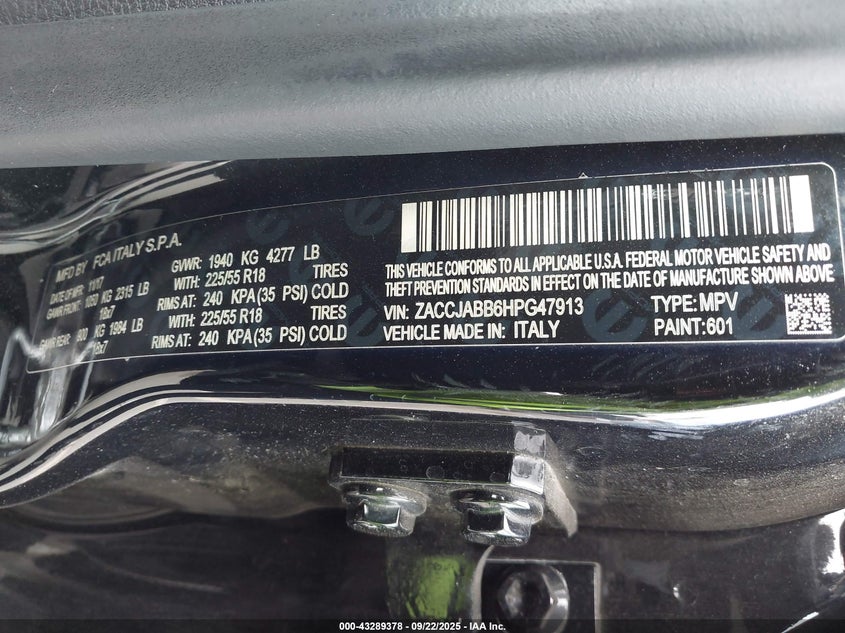 MFD BY FCA ITALY S.P.A.
DATE OF MFR: 11/17 GVWR: 1940 KG 4277 LB
GAWR FRONT: 1050 KG 2315 LB WITH: 225/55 R18 TIRES
18x7 RIMS AT: 240 KPA(35 PSI) COLD
GAWR REAR: 900 KG 1984 LB WITH: 225/55 R18 TIRES
18x7 RIMS AT: 240 KPA(35 PSI) COLD
THIS VEHICLE CONFORMS TO ALL APPLICABLE U.S.A. FEDERAL MOTOR VEHICLE SAFETY AND
THEFT PREVENTION STANDARDS IN EFFECT ON THE DATE OF MANUFACTURE SHOWN ABOVE.
VIN: ZACCJABB6HPG47913 TYPE: MPV
VEHICLE MADE IN: ITALY PAINT:601
000-43289378 - 09/22/2025 - IAA Inc.